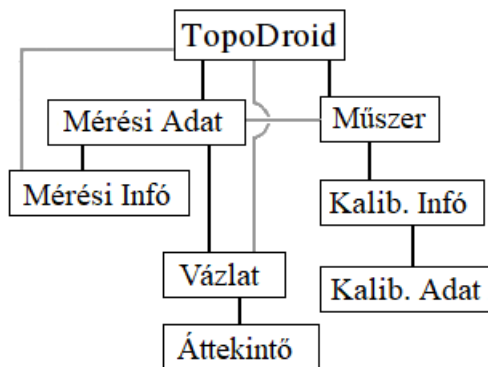 TopoDroid
Mérési Adat
Műszer
Mérési Infó
Kalib. Infó
Vázlat
Kalib. Adat
Áttekintő